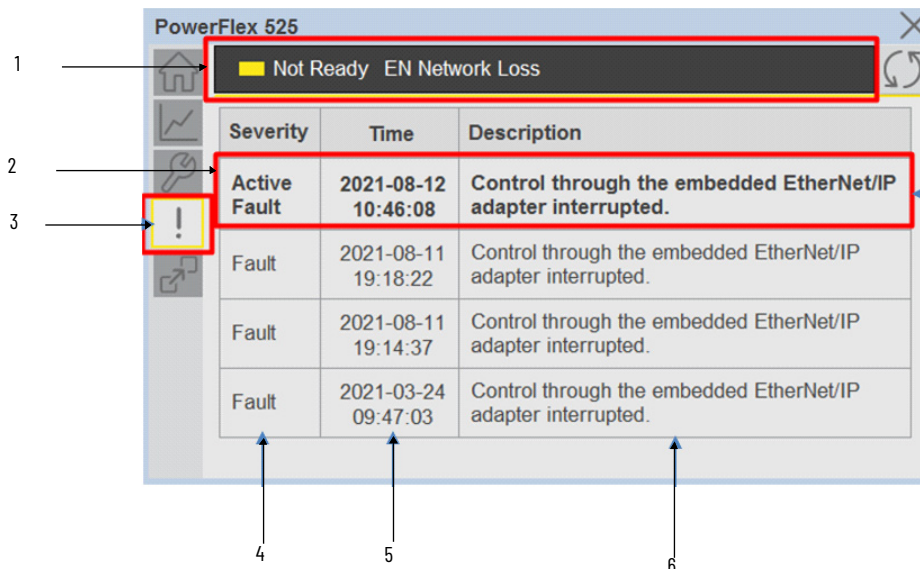 PowerFlex 525
1
Not Ready EN Network Loss
Severity Time Description
2
Active Fault 2021-08-12 10:46:08 Control through the embedded EtherNet/IP adapter interrupted.
3
Fault 2021-08-11 19:18:22 Control through the embedded EtherNet/IP adapter interrupted.
Fault 2021-08-11 19:14:37 Control through the embedded EtherNet/IP adapter interrupted.
Fault 2021-03-24 09:47:03 Control through the embedded EtherNet/IP adapter interrupted.
4 5 6